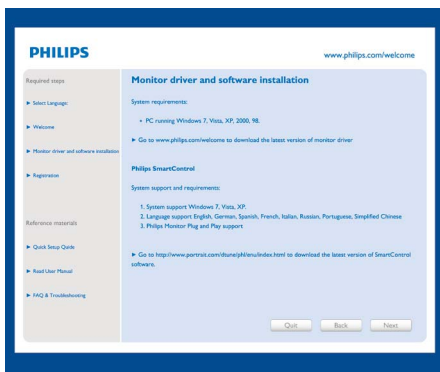 PHILIPS
www.philips.com/welcome
Required steps
Select Language
Welcome
Monitor driver and software installation
Registration
Reference materials
Quick Setup Quide
Read User Manual
FAQ & Troubleshooting
Monitor driver and software installation
System requirements:
• PC running Windows 7, Vista, XP, 2000, 98.
Go to www.philips.com/welcome to download the latest version of monitor driver
Philips SmartControl
System support and requirements:
1. System support Windows 7, Vista, XP.
2. Language support English, German, Spanish, French, Italian, Russian, Portuguese, Simplified Chinese
3. Philips Monitor Plug and Play support
Go to http://www.portrait.com/dtune/phl/enu/index.html to download the latest version of SmartControl
software.
Quit
Back
Next